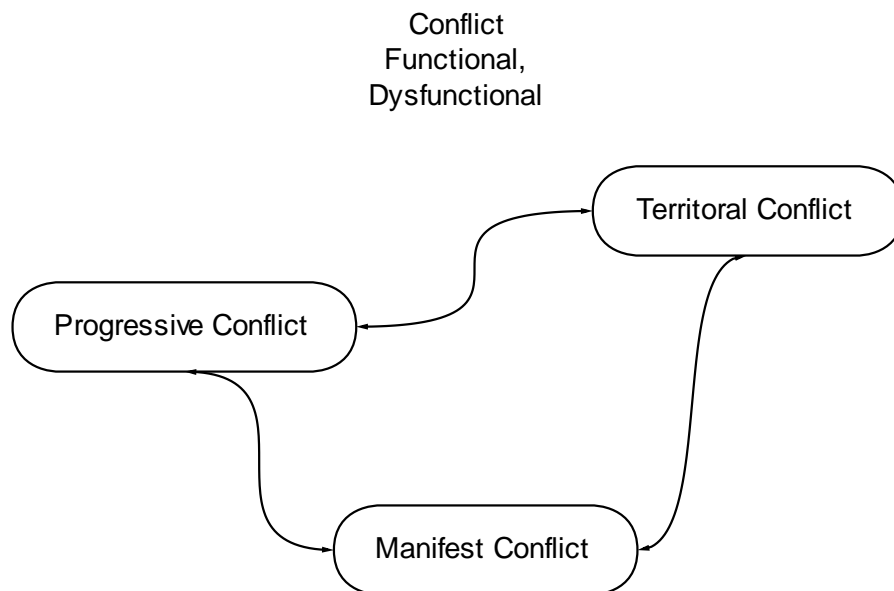 Conflict
Functional,
Dysfunctional
Territoral Conflict
Progressive Conflict
Manifest Conflict